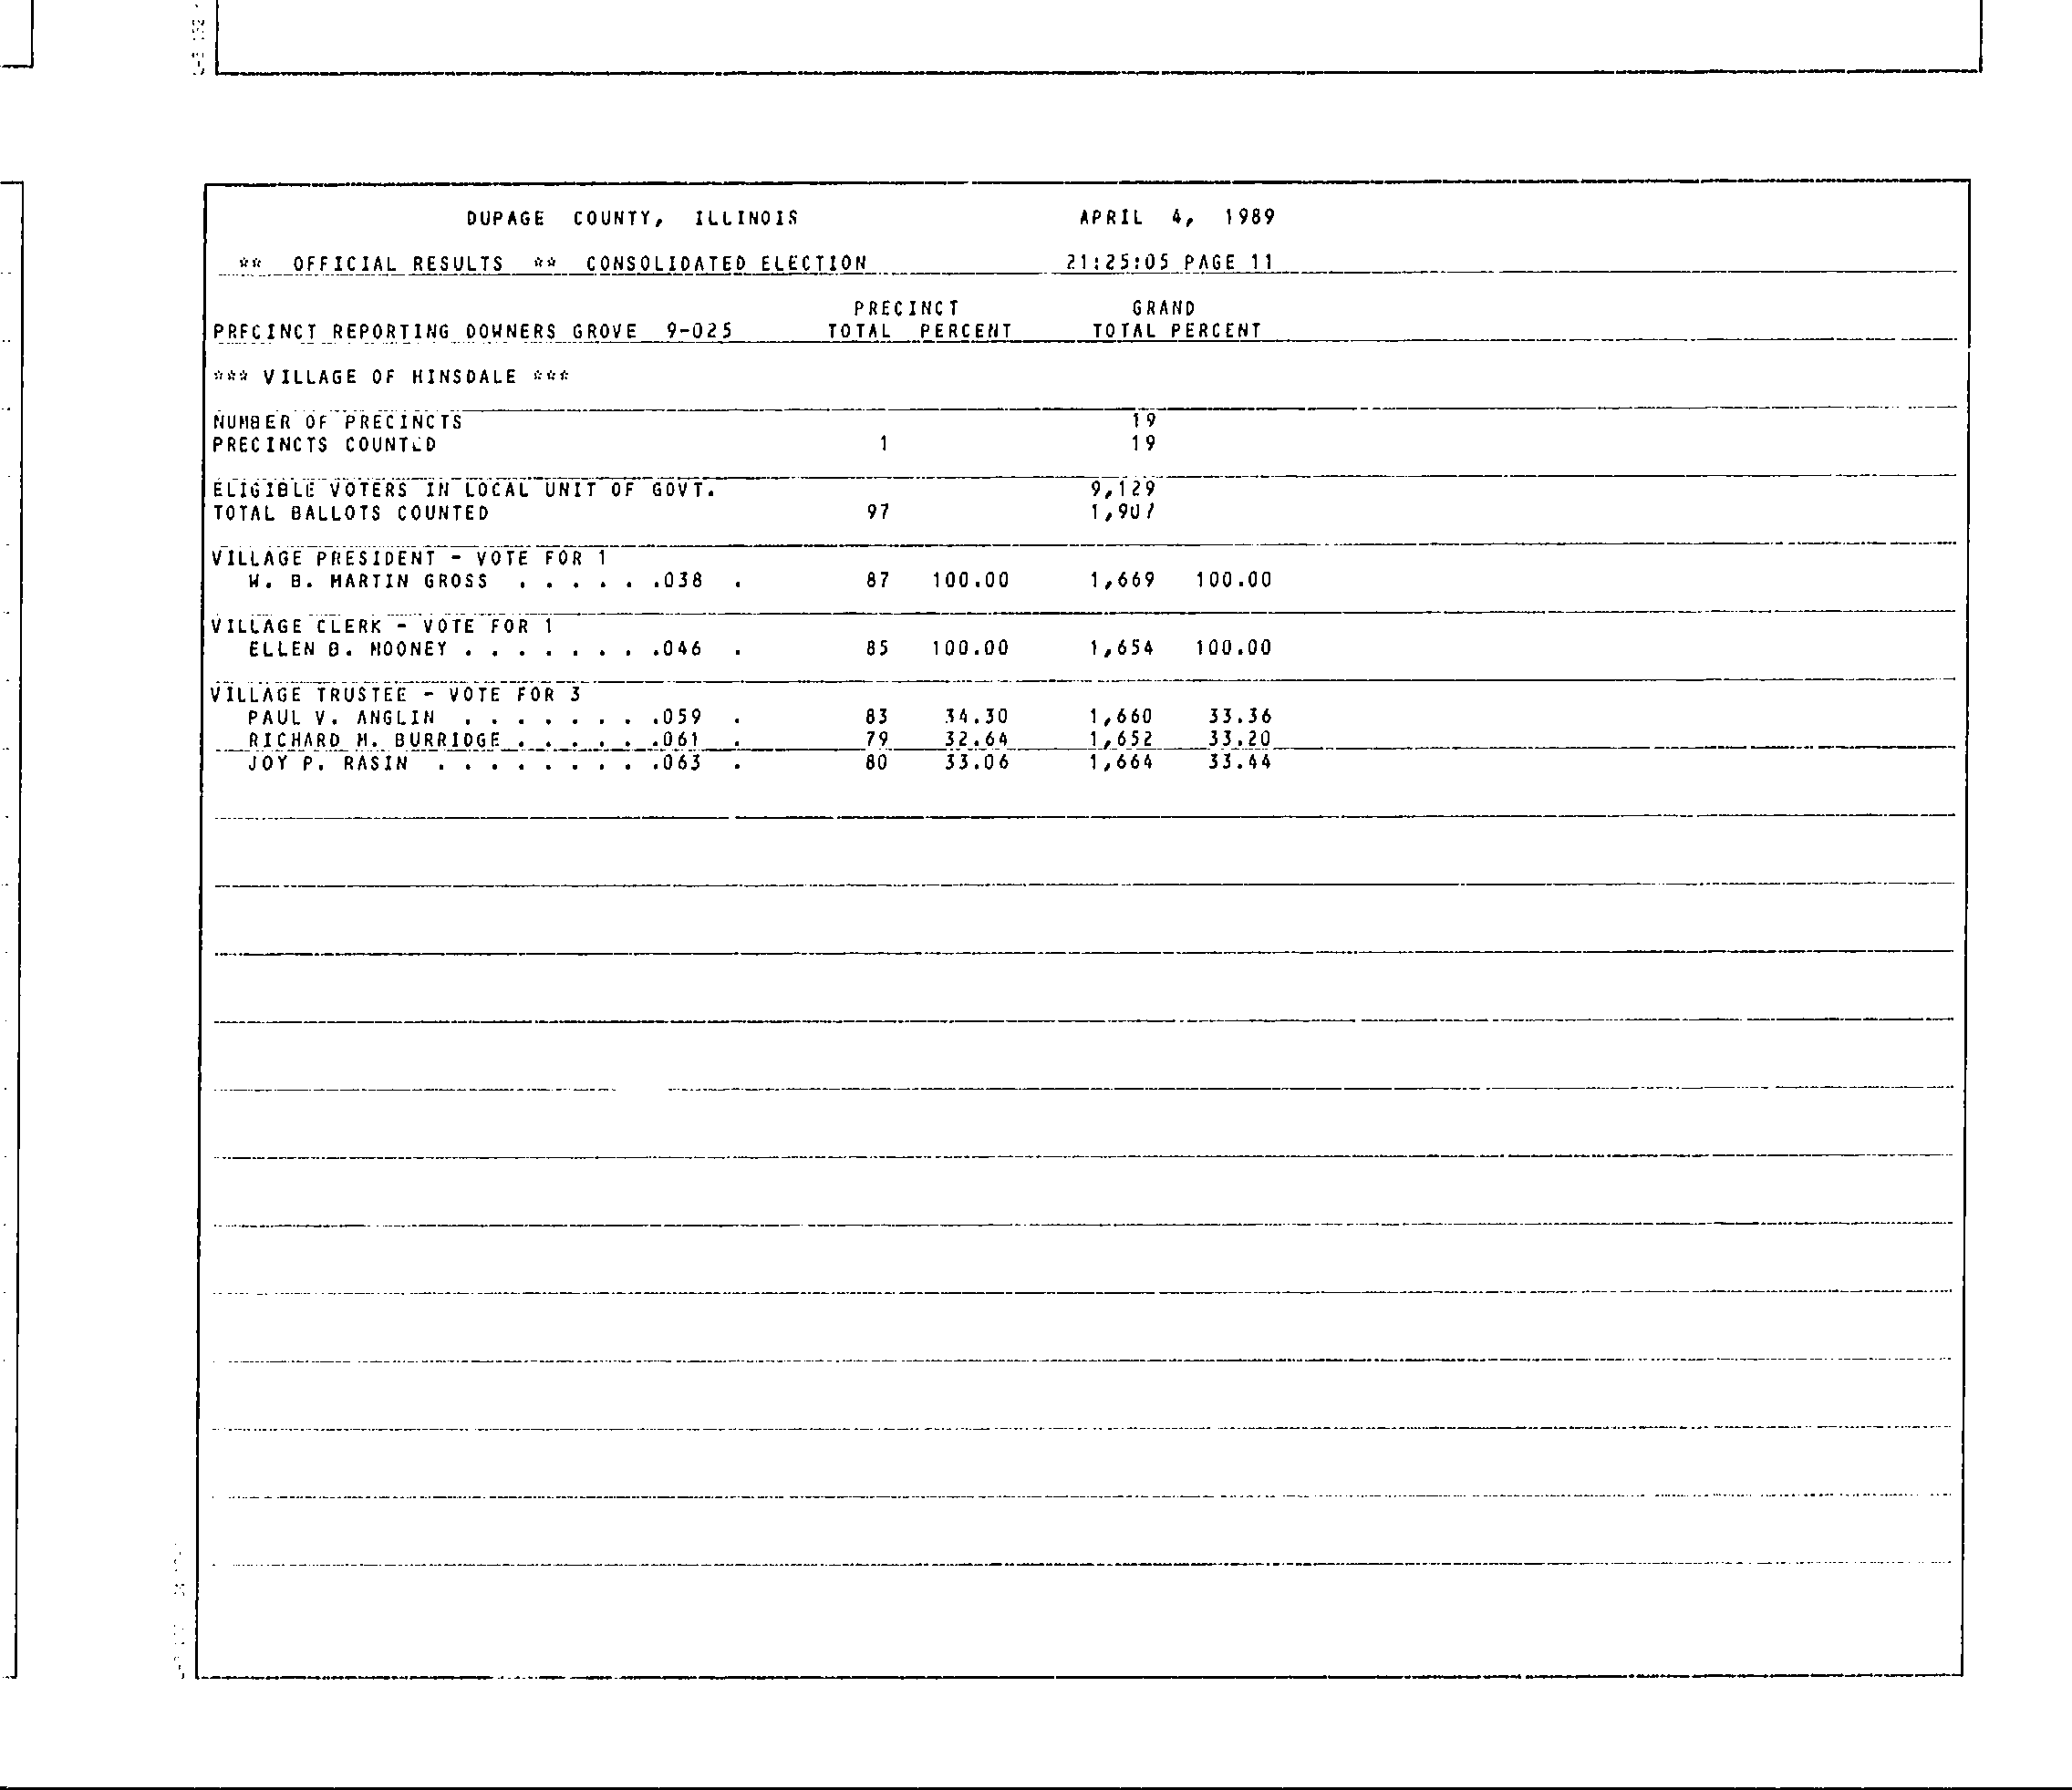 DUPAGE COUNTY, ILLINOIS APRIL 4, 1989
** OFFICIAL RESULTS ** CONSOLIDATED ELECTION 21:25:05 PAGE 11
PRECINCT GRAND
PRECINCT REPORTING DOWNERS GROVE 9-025 TOTAL PERCENT TOTAL PERCENT
*** VILLAGE OF HINSDALE ***
NUMBER OF PRECINCTS 19
PRECINCTS COUNTED 1 19
ELIGIBLE VOTERS IN LOCAL UNIT OF GOVT. 9,129
TOTAL BALLOTS COUNTED 97 1,907
VILLAGE PRESIDENT - VOTE FOR 1
W. B. MARTIN GROSS . . . . . .038 . 87 100.00 1,669 100.00
VILLAGE CLERK - VOTE FOR 1
ELLEN B. MOONEY . . . . . . . .046 . 85 100.00 1,654 100.00
VILLAGE TRUSTEE - VOTE FOR 3
PAUL V. ANGLIN . . . . . . . .059 . 83 34.30 1,660 33.36
RICHARD M. BURRIDGE . . . . . .061 . 79 32.64 1,652 33.20
JOY P. RASIN . . . . . . . . .063 . 80 33.06 1,664 33.44